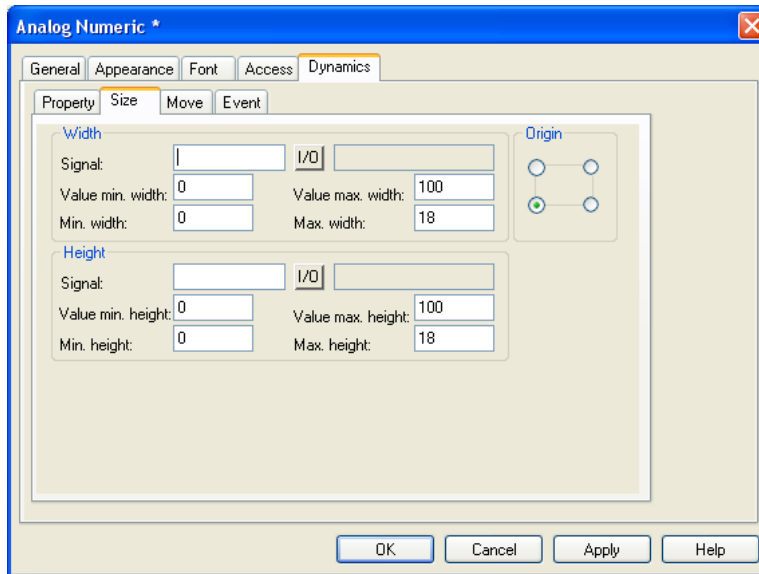 Analog Numeric *
General Appearance Font Access Dynamics
Property Size Move Event
Width
Signal: I/O
Value min. width: 0 Value max. width: 100
Min. width: 0 Max. width: 18
Origin
Height
Signal: I/O
Value min. height: 0 Value max. height: 100
Min. height: 0 Max. height: 18
OK Cancel Apply Help